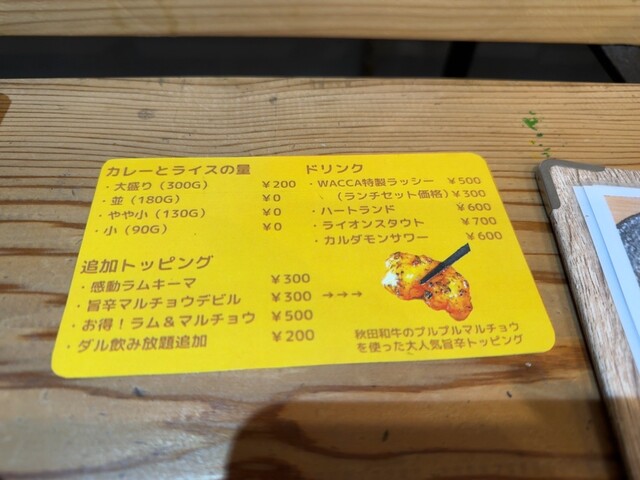 カレーとライスの量
・大盛り（300G） ¥200
・並（180G） ¥0
・やや小（130G） ¥0
・小（90G） ¥0
追加トッピング
・感動ラムキーマ ¥300
・旨辛マルチョウデビル ¥300 →→→
・お得！ラム＆マルチョウ ¥500
・ダル飲み放題追加 ¥200
ドリンク
・WACCA特製ラッシー ¥500
（ランチセット価格）¥300
・ハートランド ¥600
・ライオンスタウト ¥700
・カルダモンサワー ¥600
秋田和牛のプルプルマルチョウ
を使った大人気旨辛トッピング